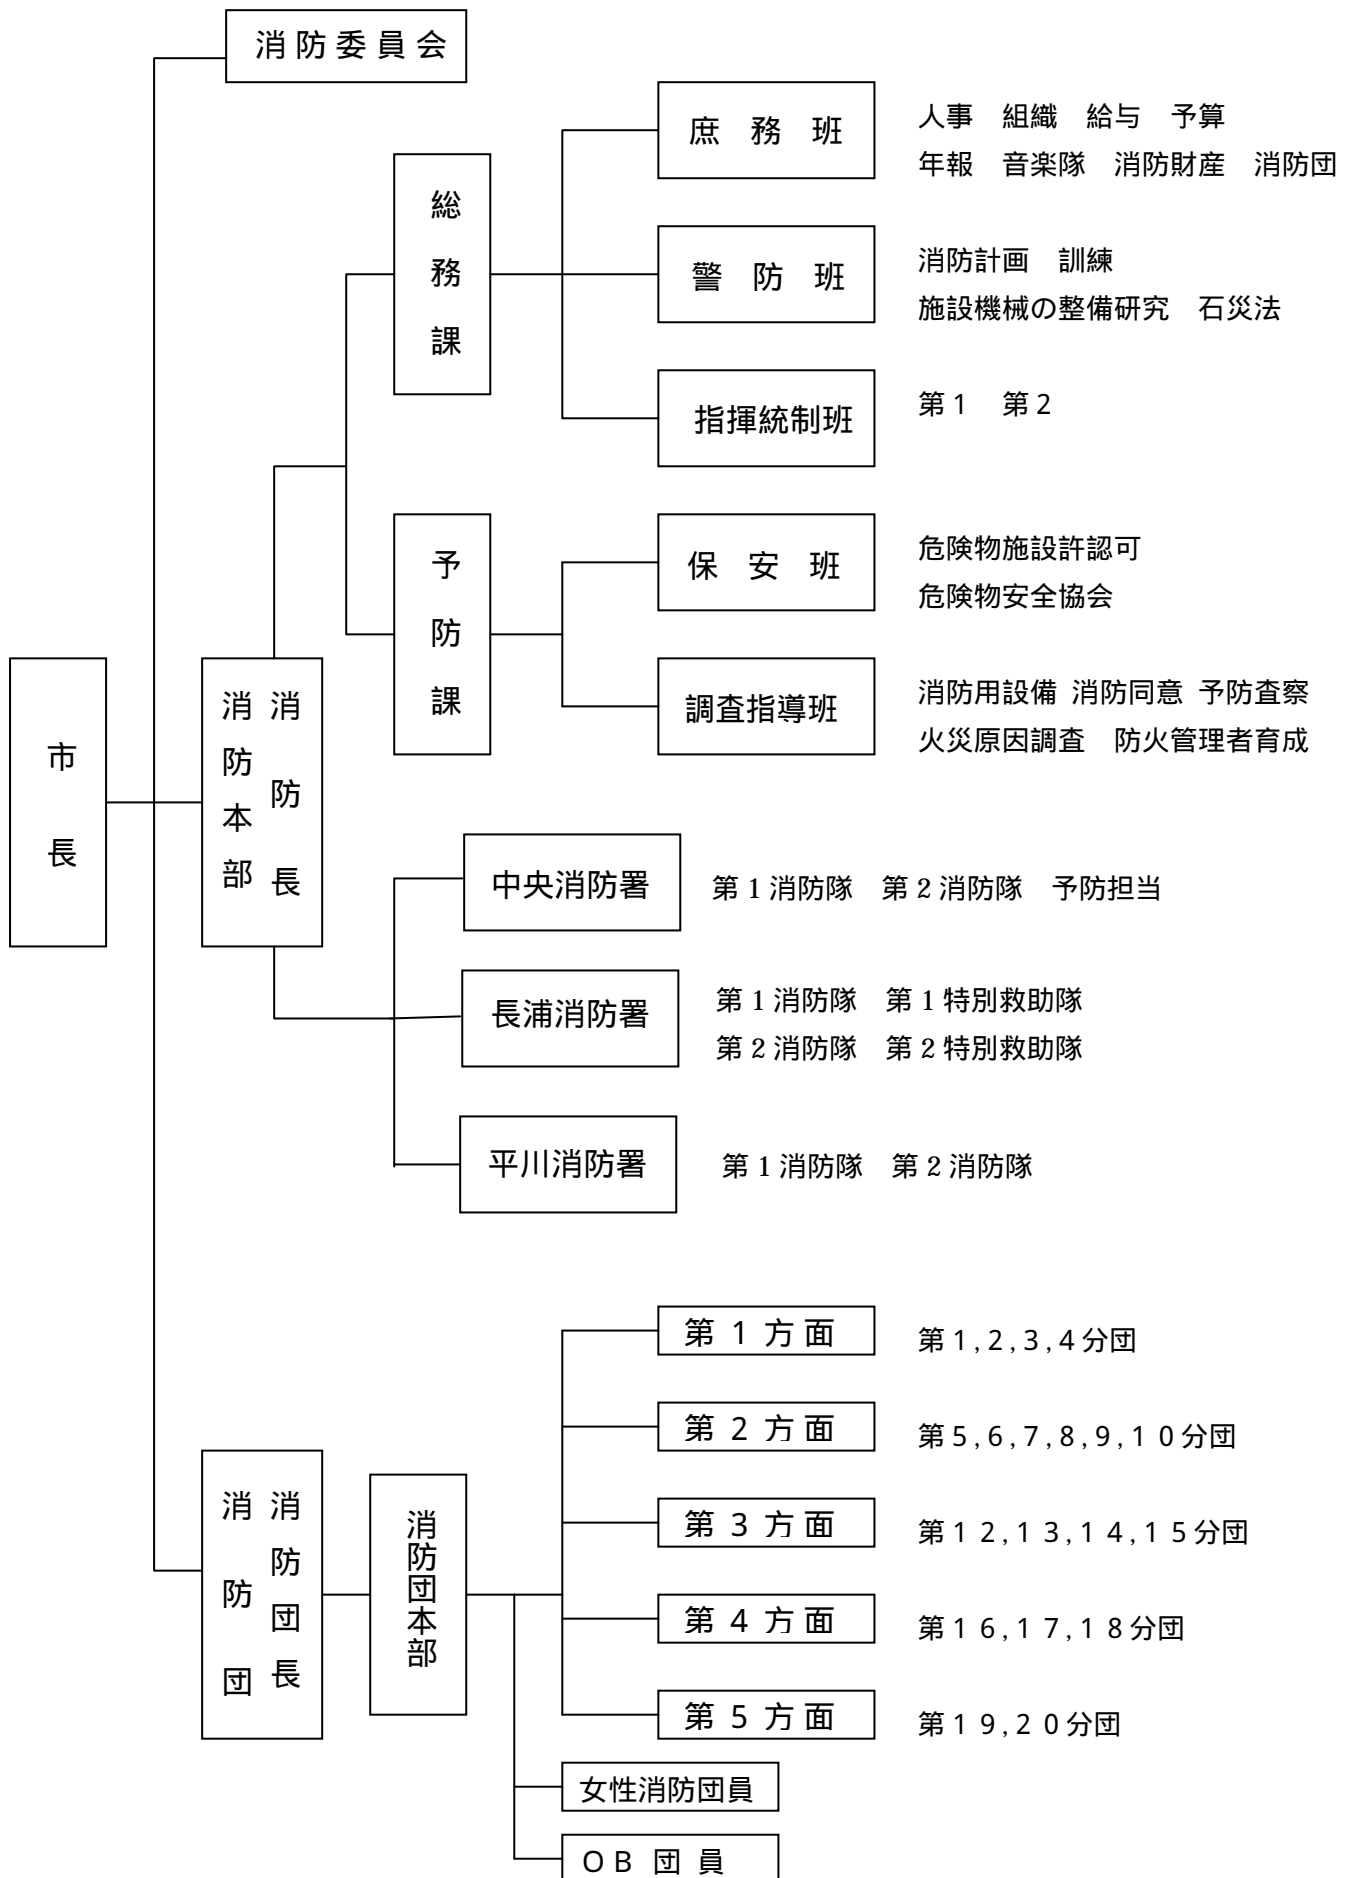 消防委員会
庶務班
人事　組織　給与　予算
年報　音楽隊　消防財産　消防団
総務課
警防班
消防計画　訓練
施設機械の整備研究　石災法
指揮統制班
第1　第2
予防課
保安班
危険物施設許認可
危険物安全協会
調査指導班
消防用設備 消防同意 予防査察
火災原因調査　防火管理者育成
市長
消防本部
消防長
中央消防署
第1消防隊　第2消防隊　予防担当
長浦消防署
第1消防隊　第1特別救助隊
第2消防隊　第2特別救助隊
平川消防署
第1消防隊　第2消防隊
第1方面
第1,2,3,4分団
第2方面
第5,6,7,8,9,10分団
消防団
消防団長
消防団本部
第3方面
第12,13,14,15分団
第4方面
第16,17,18分団
第5方面
第19,20分団
女性消防団員
OB団員